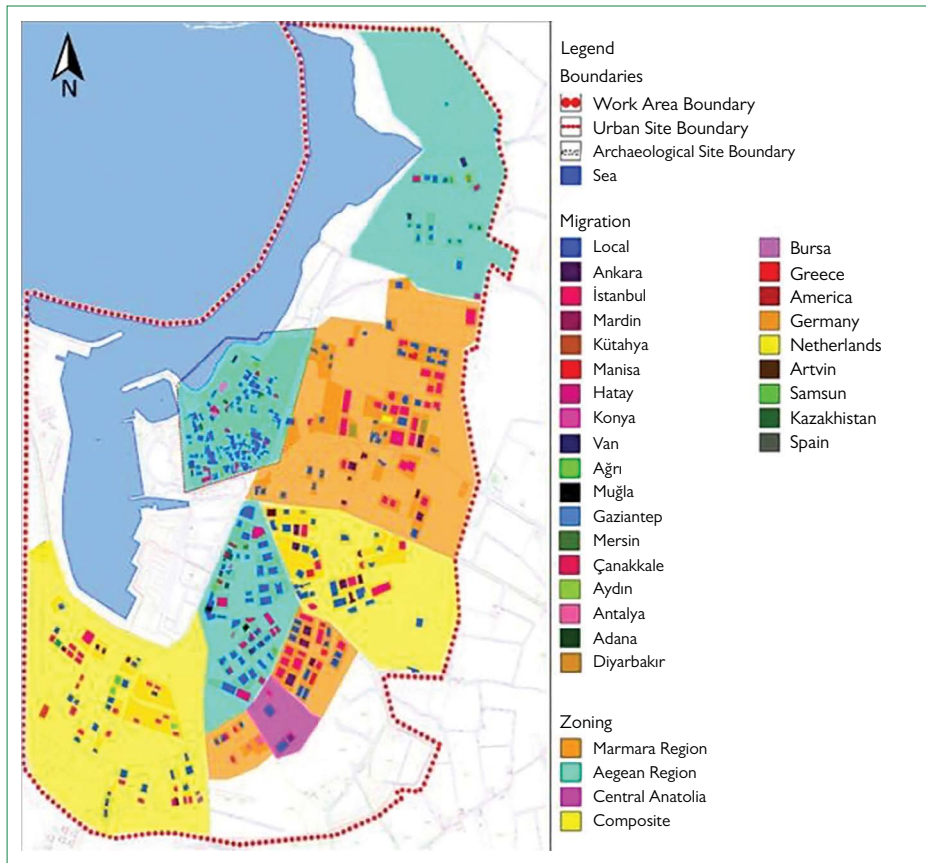 N
Legend
Boundaries
Work Area Boundary
Urban Site Boundary
Archaeological Site Boundary
Sea
Migration
Local
Ankara
İstanbul
Mardin
Kütahya
Manisa
Hatay
Konya
Van
Ağrı
Muğla
Gaziantep
Mersin
Çanakkale
Aydın
Antalya
Adana
Diyarbakır
Bursa
Greece
America
Germany
Netherlands
Artvin
Samsun
Kazakhistan
Spain
Zoning
Marmara Region
Aegean Region
Central Anatolia
Composite